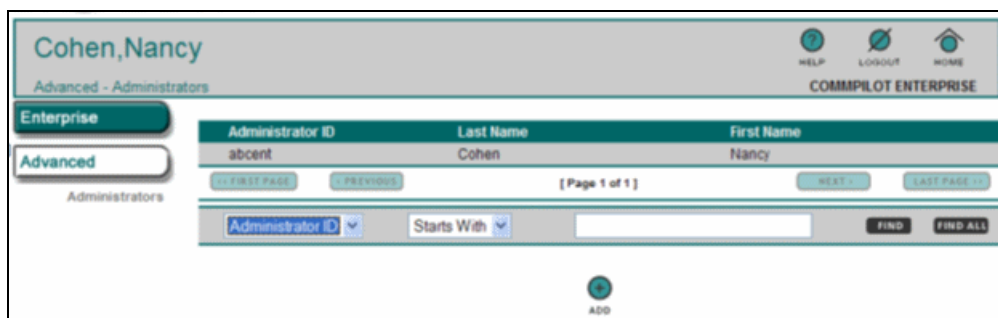 Cohen,Nancy
HELP LOGOUT HOME
Advanced - Administrators COMMPILOT ENTERPRISE
Enterprise
Administrator ID Last Name First Name
abcent Cohen Nancy
Advanced
<< FIRST PAGE < PREVIOUS [ Page 1 of 1 ] NEXT > LAST PAGE >>
Administrators
Administrator ID Starts With FIND FIND ALL
ADD